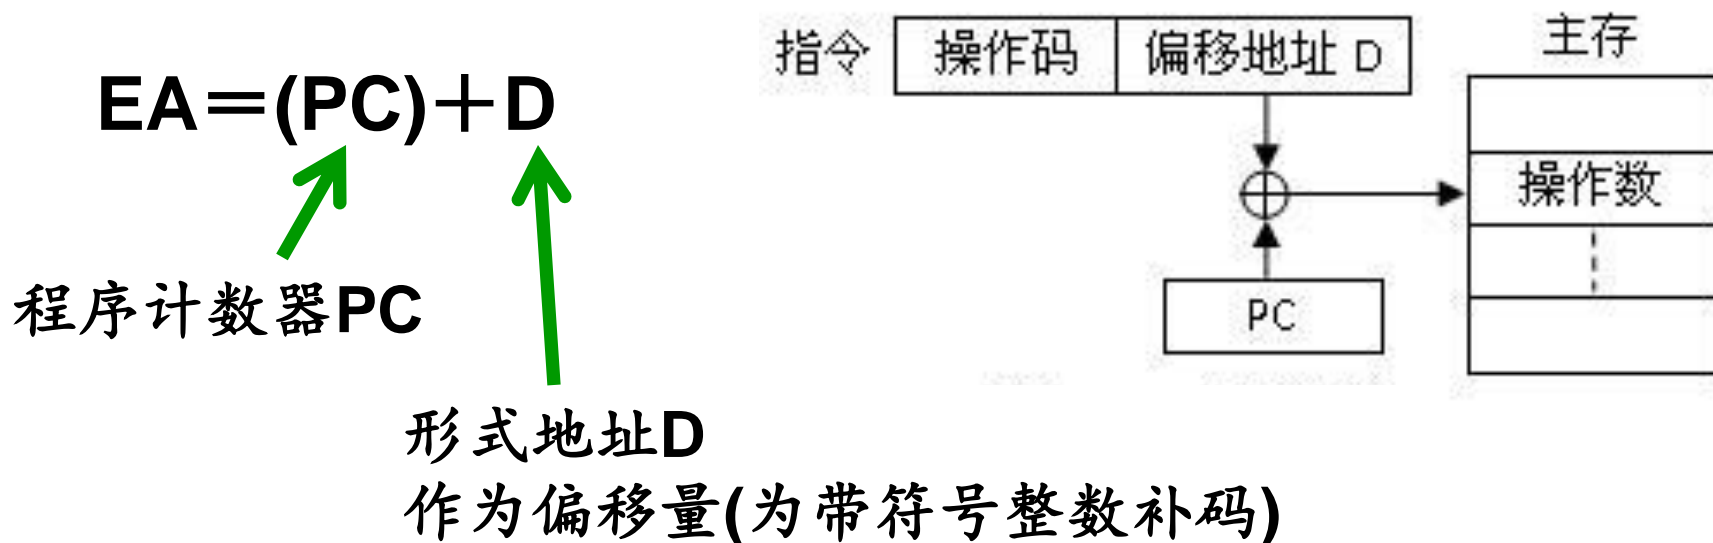 EA＝(PC)＋D
程序计数器PC
形式地址D
作为偏移量(为带符号整数补码)
指令 操作码 偏移地址 D
主存
操作数
PC